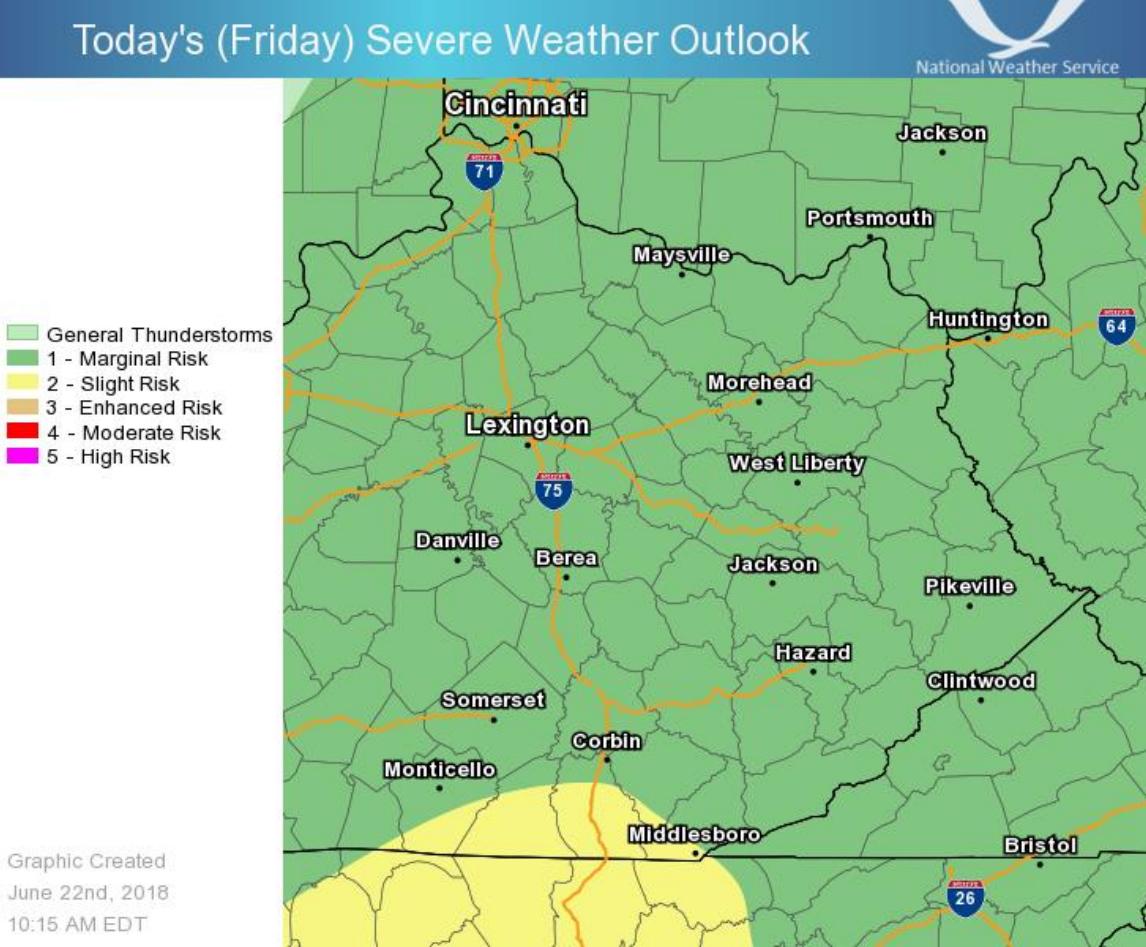 Today's (Friday) Severe Weather Outlook
National Weather Service
General Thunderstorms
1 - Marginal Risk
2 - Slight Risk
3 - Enhanced Risk
4 - Moderate Risk
5 - High Risk
Graphic Created
June 22nd, 2018
10:15 AM EDT
Cincinnati
Jackson
71
Portsmouth
Maysville
Huntington
64
Morehead
Lexington
West Liberty
75
Danville
Berea
Jackson
Pikeville
Hazard
Clintwood
Somerset
Corbin
Monticello
Middlesboro
Bristol
26